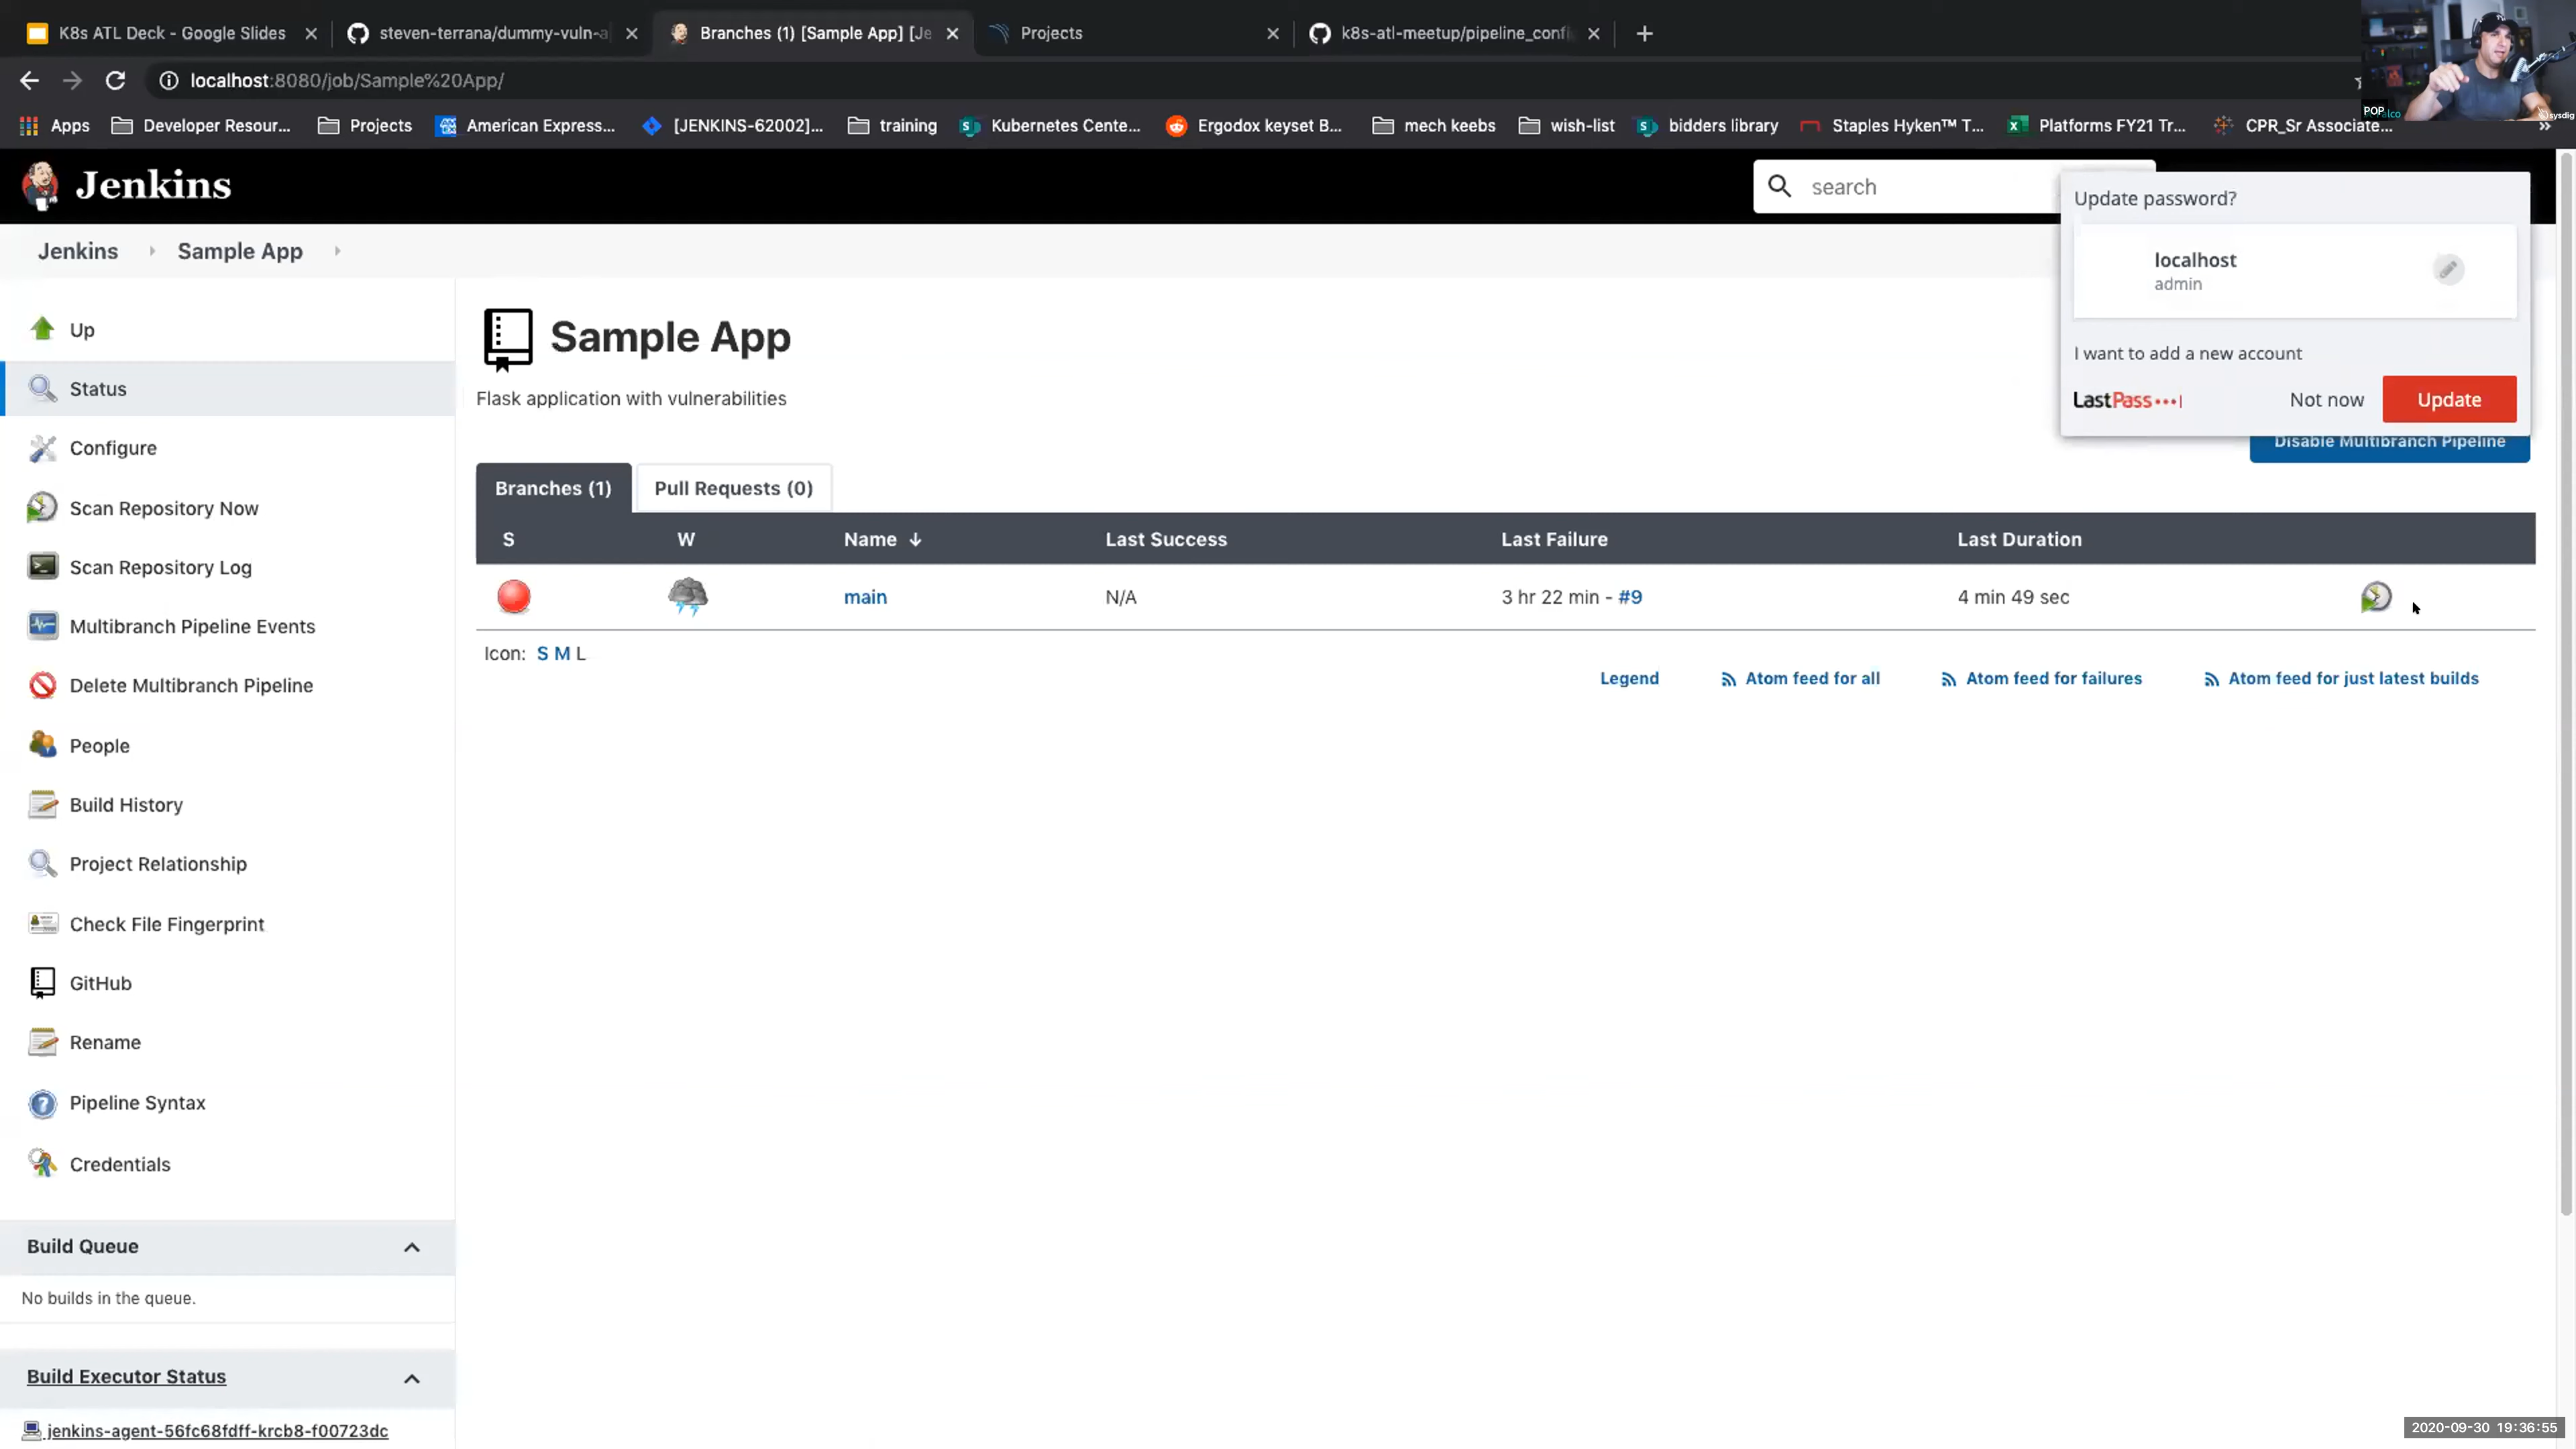 K8s ATL Deck - Google Slides
steven-terrana/dummy-vuln-a
Branches (1) [Sample App] [Je
Projects
k8s-atl-meetup/pipeline_confi
localhost:8080/job/Sample%20App/
Apps
Developer Resour...
Projects
American Express...
[JENKINS-62002]...
training
Kubernetes Cente...
Ergodox keyset B...
mech keebs
wish-list
bidders library
Staples Hyken™ T...
Platforms FY21 Tr...
CPR_Sr Associate...
POP
sysdig
Jenkins
search
Update password?
localhost
admin
I want to add a new account
LastPass
Not now
Update
Disable Multibranch Pipeline
Jenkins
Sample App
Up
Status
Configure
Scan Repository Now
Scan Repository Log
Multibranch Pipeline Events
Delete Multibranch Pipeline
People
Build History
Project Relationship
Check File Fingerprint
GitHub
Rename
Pipeline Syntax
Credentials
Build Queue
No builds in the queue.
Build Executor Status
jenkins-agent-56fc68fdff-krcb8-f00723dc
Sample App
Flask application with vulnerabilities
Branches (1)
Pull Requests (0)
S W Name ↓ Last Success Last Failure Last Duration
main N/A 3 hr 22 min - #9 4 min 49 sec
Icon: S M L
Legend
Atom feed for all
Atom feed for failures
Atom feed for just latest builds
2020-09-30 19:36:55